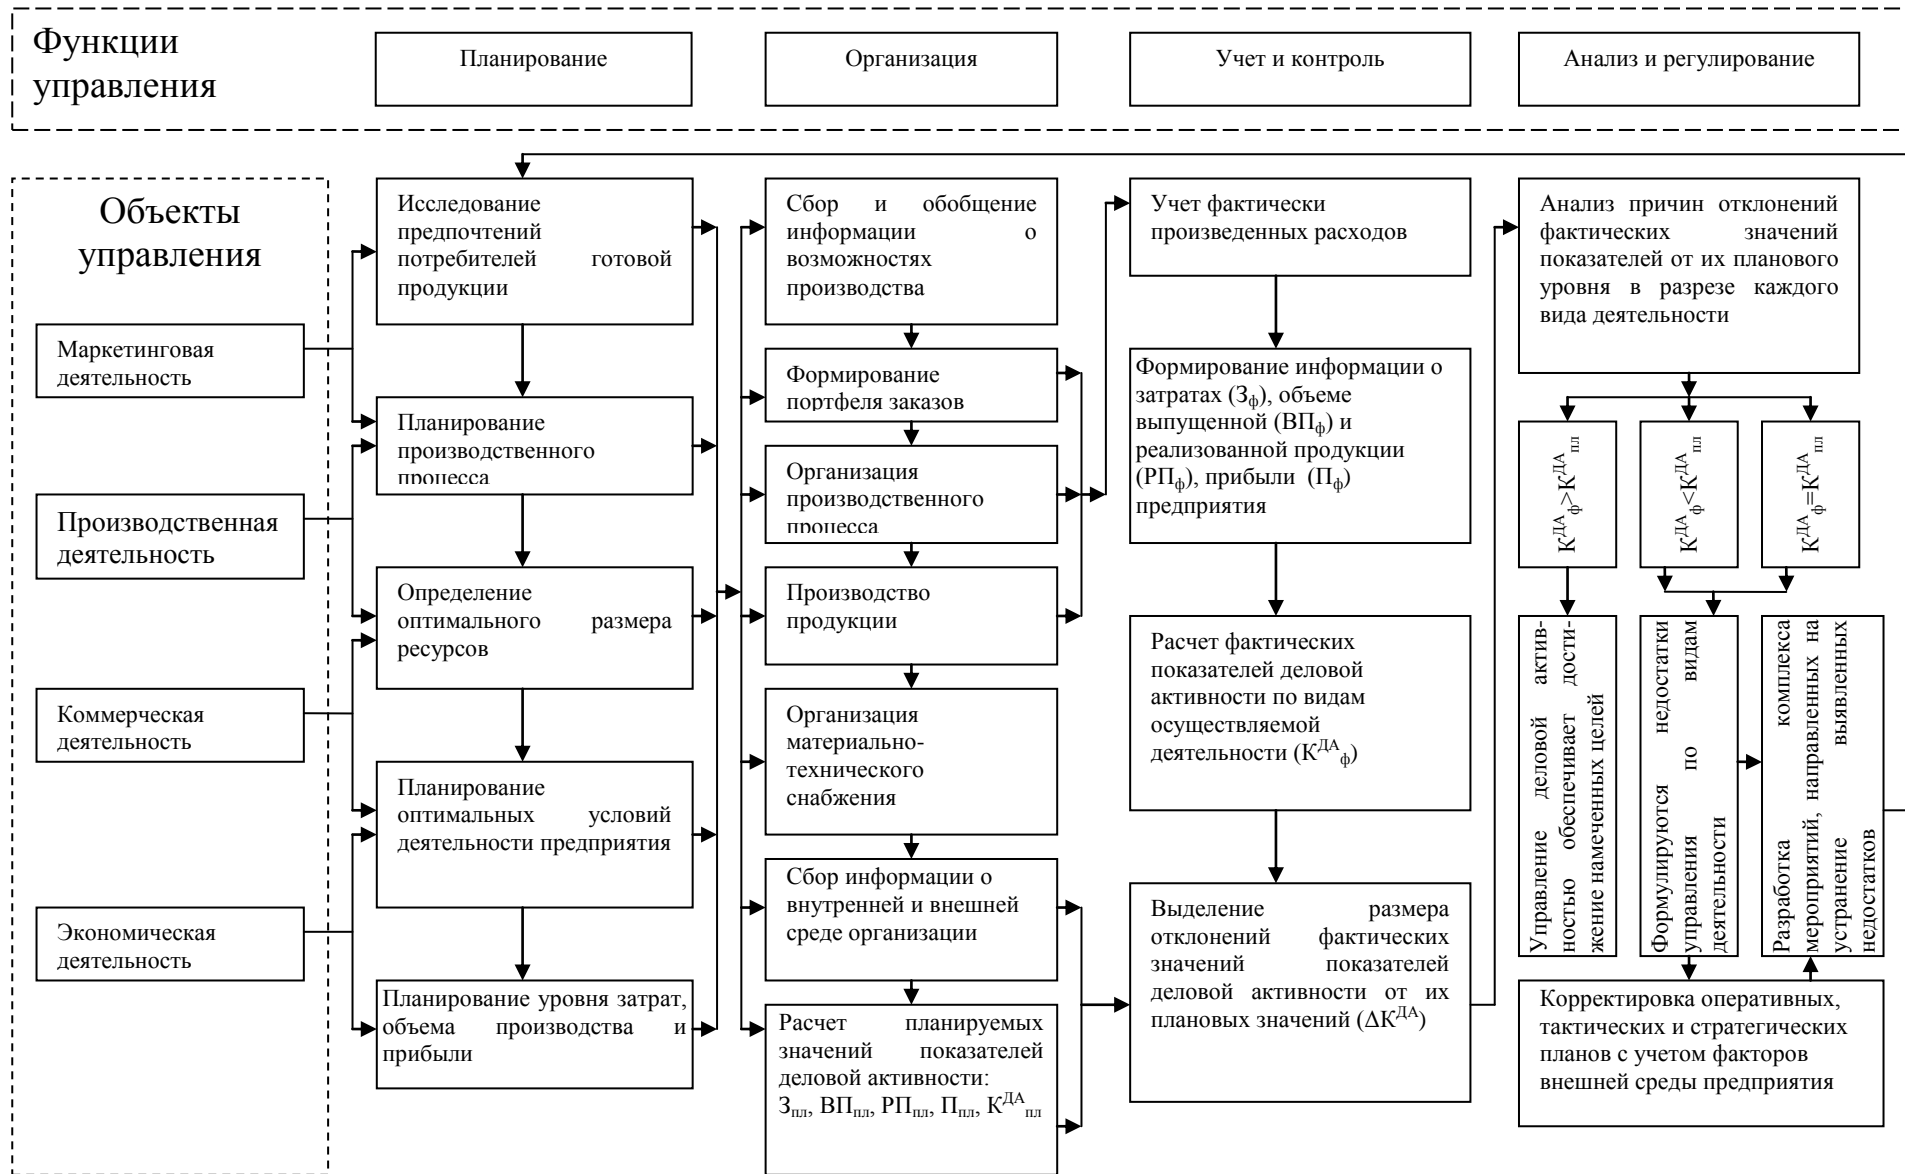 Функции
управления
Планирование
Организация
Учет и контроль
Анализ и регулирование
Объекты
управления
Маркетинговая
деятельность
Производственная
деятельность
Коммерческая
деятельность
Экономическая
деятельность
Исследование
предпочтений
потребителей готовой
продукции
Планирование
производственного
процесса
Определение
оптимального размера
ресурсов
Планирование
оптимальных условий
деятельности предприятия
Планирование уровня затрат,
объема производства и
прибыли
Сбор и обобщение
информации о
возможностях
производства
Формирование
портфеля заказов
Организация
производственного
процесса
Производство
продукции
Организация
материально-
технического
снабжения
Сбор информации о
внутренней и внешней
среде организации
Расчет планируемых
значений показателей
деловой активности:
З_пл, ВП_пл, РП_пл, П_пл, К^ДА_пл
Учет фактически
произведенных расходов
Формирование информации о
затратах (З_ф), объеме
выпущенной (ВП_ф) и
реализованной продукции
(РП_ф), прибыли (П_ф)
предприятия
Расчет фактических
показателей деловой
активности по видам
осуществляемой
деятельности (К^ДА_ф)
Выделение размера
отклонений фактических
значений показателей
деловой активности от их
плановых значений (ΔК^ДА)
Анализ причин отклонений
фактических значений
показателей от их планового
уровня в разрезе каждого
вида деятельности
К^ДА_ф>К^ДА_пл
К^ДА_ф<К^ДА_пл
К^ДА_ф=К^ДА_пл
Управление деловой актив-
ностью обеспечивает дости-
жение намеченных целей
Формулируются недостатки
управления по видам
деятельности
Разработка комплекса
мероприятий, направленных на
устранение выявленных
недостатков
Корректировка оперативных,
тактических и стратегических
планов с учетом факторов
внешней среды предприятия